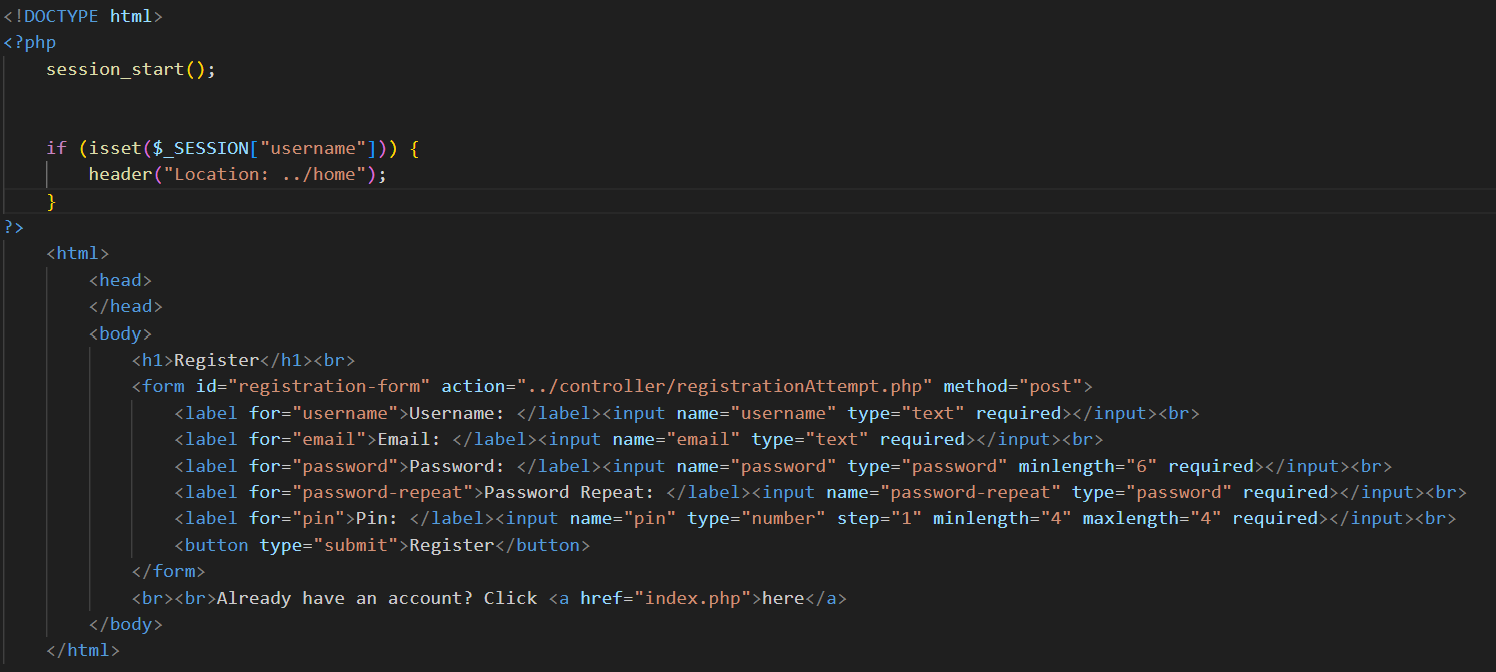 <!DOCTYPE html>
<?php
    session_start();


    if (isset($_SESSION["username"])) {
        header("Location: ../home");
    }
?>
    <html>
        <head>
        </head>
        <body>
            <h1>Register</h1><br>
            <form id="registration-form" action="../controller/registrationAttempt.php" method="post">
                <label for="username">Username: </label><input name="username" type="text" required></input><br>
                <label for="email">Email: </label><input name="email" type="text" required></input><br>
                <label for="password">Password: </label><input name="password" type="password" minlength="6" required></input><br>
                <label for="password-repeat">Password Repeat: </label><input name="password-repeat" type="password" required></input><br>
                <label for="pin">Pin: </label><input name="pin" type="number" step="1" minlength="4" maxlength="4" required></input><br>
                <button type="submit">Register</button>
            </form>
            <br><br>Already have an account? Click <a href="index.php">here</a>
        </body>
    </html>